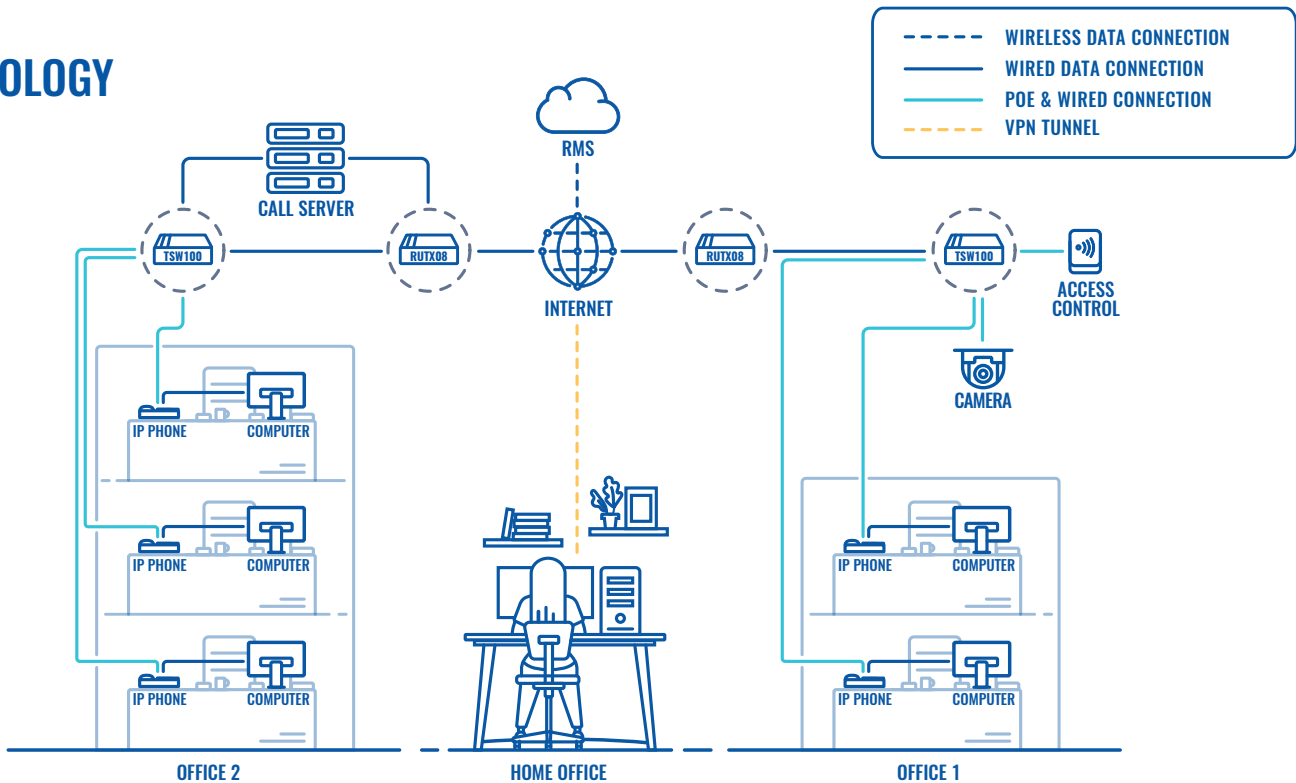 OLOGY
WIRELESS DATA CONNECTION
WIRED DATA CONNECTION
POE & WIRED CONNECTION
VPN TUNNEL
RMS
CALL SERVER
TSW100
RUTX08
INTERNET
RUTX08
TSW100
ACCESS
CONTROL
CAMERA
IP PHONE
COMPUTER
IP PHONE
COMPUTER
IP PHONE
COMPUTER
IP PHONE
COMPUTER
IP PHONE
COMPUTER
OFFICE 2
HOME OFFICE
OFFICE 1